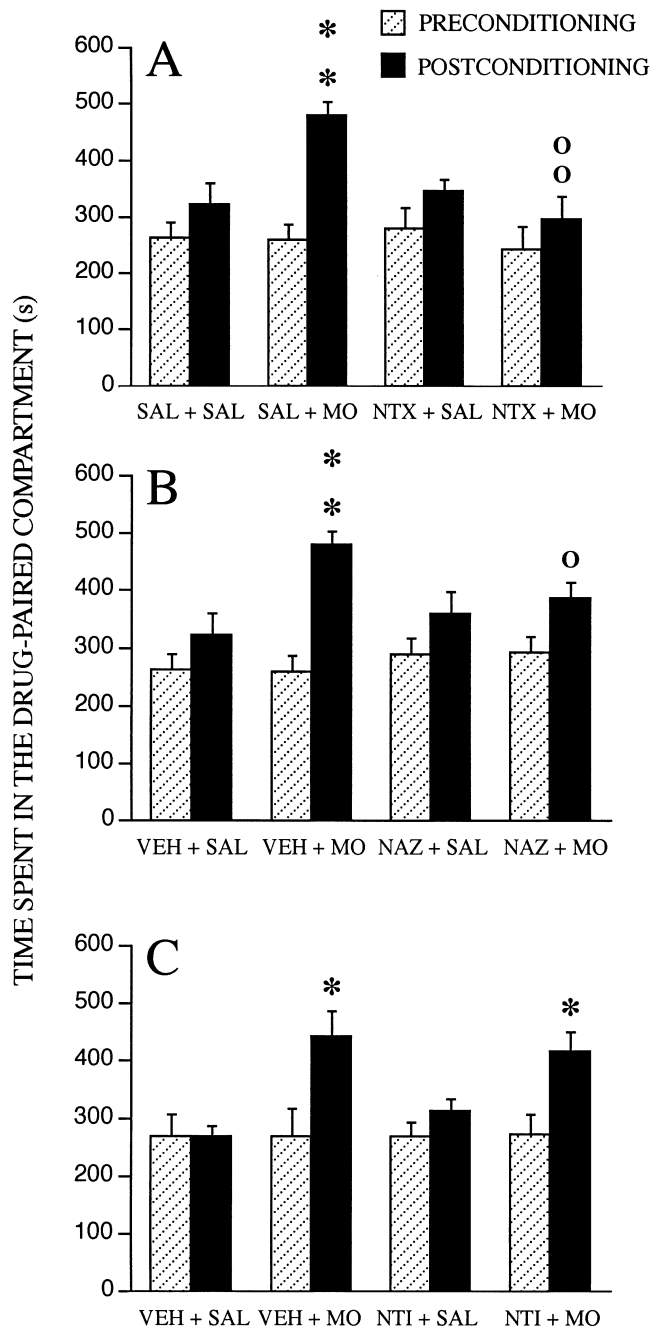 PRECONDITIONING
POSTCONDITIONING
TIME SPENT IN THE DRUG-PAIRED COMPARTMENT (s)
A
600
500
400
300
200
100
0
*
*
o
o
SAL + SAL SAL + MO NTX + SAL NTX + MO
B
600
500
400
300
200
100
0
*
*
o
VEH + SAL VEH + MO NAZ + SAL NAZ + MO
C
600
500
400
300
200
100
0
*
*
VEH + SAL VEH + MO NTI + SAL NTI + MO